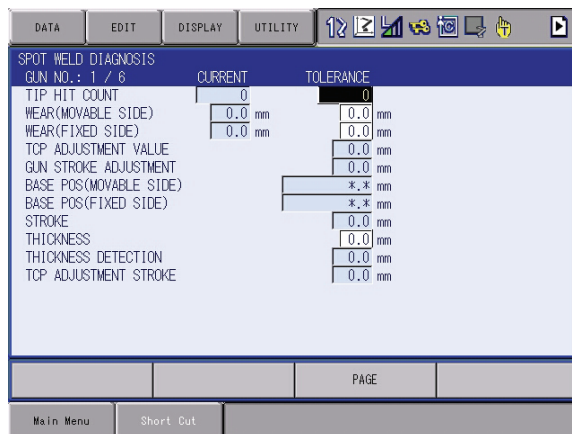 DATA EDIT DISPLAY UTILITY
SPOT WELD DIAGNOSIS
GUN NO.: 1 / 6 CURRENT TOLERANCE
TIP HIT COUNT 0 0
WEAR(MOVABLE SIDE) 0.0 mm 0.0 mm
WEAR(FIXED SIDE) 0.0 mm 0.0 mm
TCP ADJUSTMENT VALUE 0.0 mm
GUN STROKE ADJUSTMENT 0.0 mm
BASE POS(MOVABLE SIDE) *.* mm
BASE POS(FIXED SIDE) *.* mm
STROKE 0.0 mm
THICKNESS 0.0 mm
THICKNESS DETECTION 0.0 mm
TCP ADJUSTMENT STROKE 0.0 mm
PAGE
Main Menu Short Cut